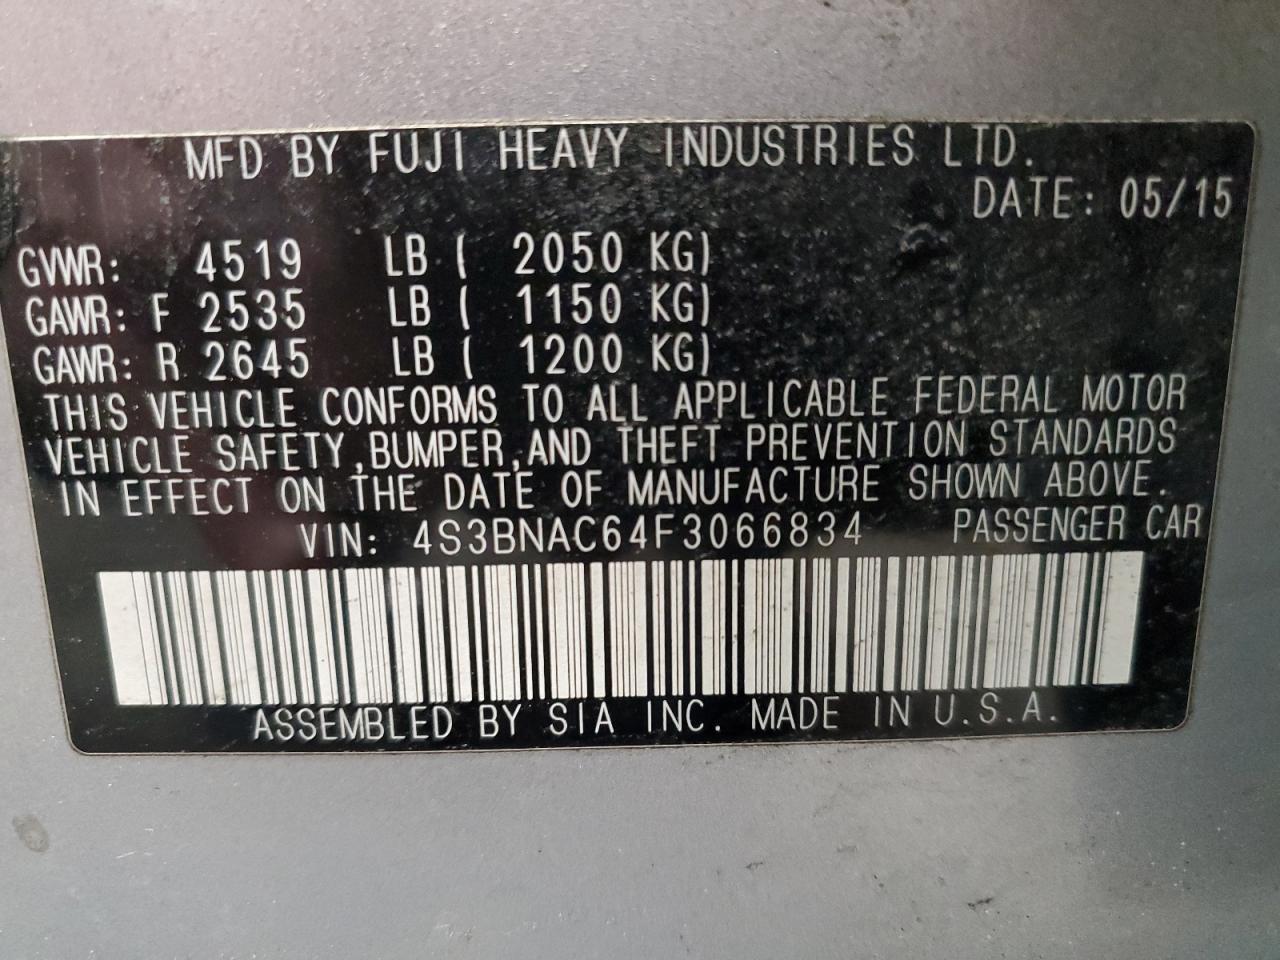 MFD BY FUJI HEAVY INDUSTRIES LTD.
DATE: 05/15
GVWR: 4519 LB ( 2050 KG)
GAWR: F 2535 LB ( 1150 KG)
GAWR: R 2645 LB ( 1200 KG)
THIS VEHICLE CONFORMS TO ALL APPLICABLE FEDERAL MOTOR
VEHICLE SAFETY,BUMPER,AND THEFT PREVENTION STANDARDS
IN EFFECT ON THE DATE OF MANUFACTURE SHOWN ABOVE.
VIN: 4S3BNAC64F3066834 PASSENGER CAR
ASSEMBLED BY SIA INC. MADE IN U.S.A.